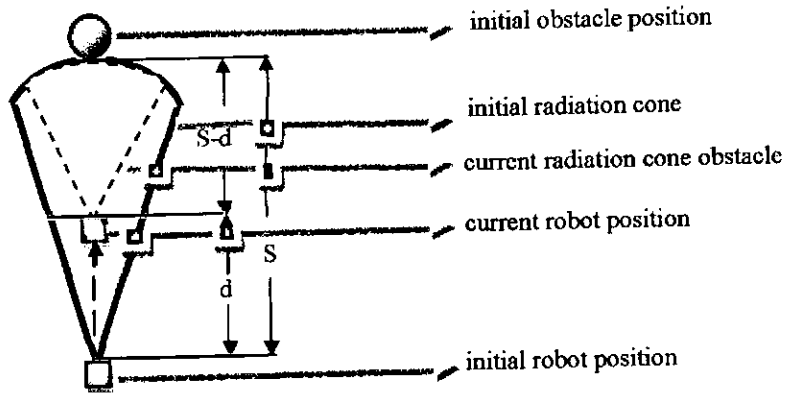 initial obstacle position
initial radiation cone
S-d
current radiation cone obstacle
current robot position
S
d
initial robot position